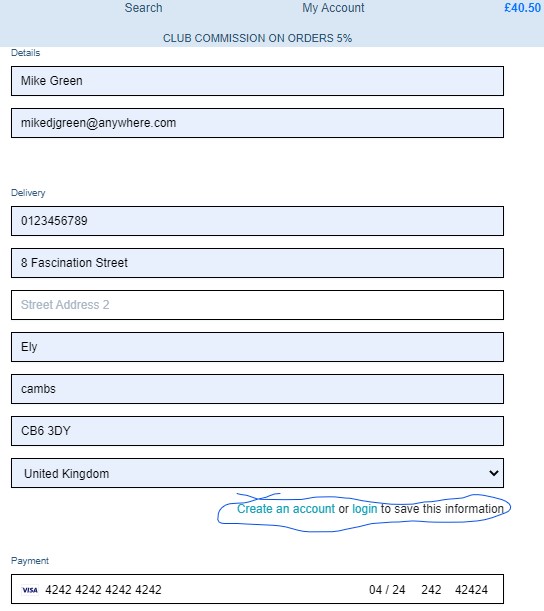 Search My Account £40.50
CLUB COMMISSION ON ORDERS 5%
Details
Mike Green
mikedjgreen@anywhere.com
Delivery
0123456789
8 Fascination Street
Street Address 2
Ely
cambs
CB6 3DY
United Kingdom
Create an account or login to save this information
Payment
VISA 4242 4242 4242 4242 04 / 24 242 42424